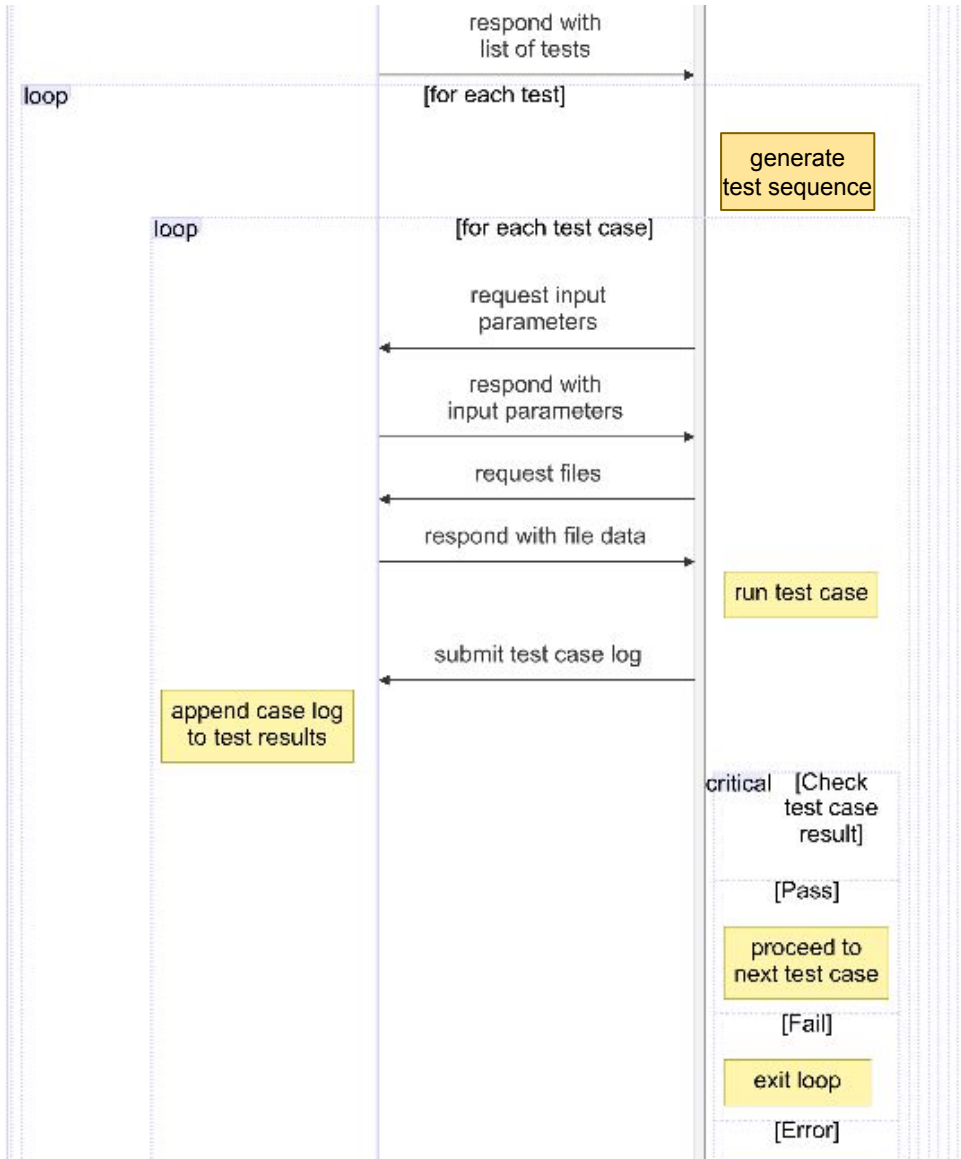 respond with
list of tests
loop
[for each test]
generate
test sequence
loop
[for each test case]
request input
parameters
respond with
input parameters
request files
respond with file data
run test case
submit test case log
append case log
to test results
critical
[Check
test case
result]
[Pass]
proceed to
next test case
[Fail]
exit loop
[Error]